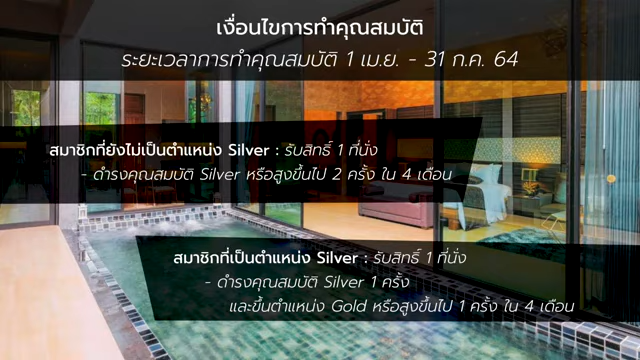 เงื่อนไขการทำคุณสมบัติ
ระยะเวลาการทำคุณสมบัติ 1 เม.ย. - 31 ก.ค. 64
สมาชิกที่ยังไม่เป็นตำแหน่ง Silver : รับสิทธิ์ 1 ที่นั่ง
- ดำรงคุณสมบัติ Silver หรือสูงขึ้นไป 2 ครั้ง ใน 4 เดือน
สมาชิกที่เป็นตำแหน่ง Silver : รับสิทธิ์ 1 ที่นั่ง
- ดำรงคุณสมบัติ Silver 1 ครั้ง
และขึ้นตำแหน่ง Gold หรือสูงขึ้นไป 1 ครั้ง ใน 4 เดือน